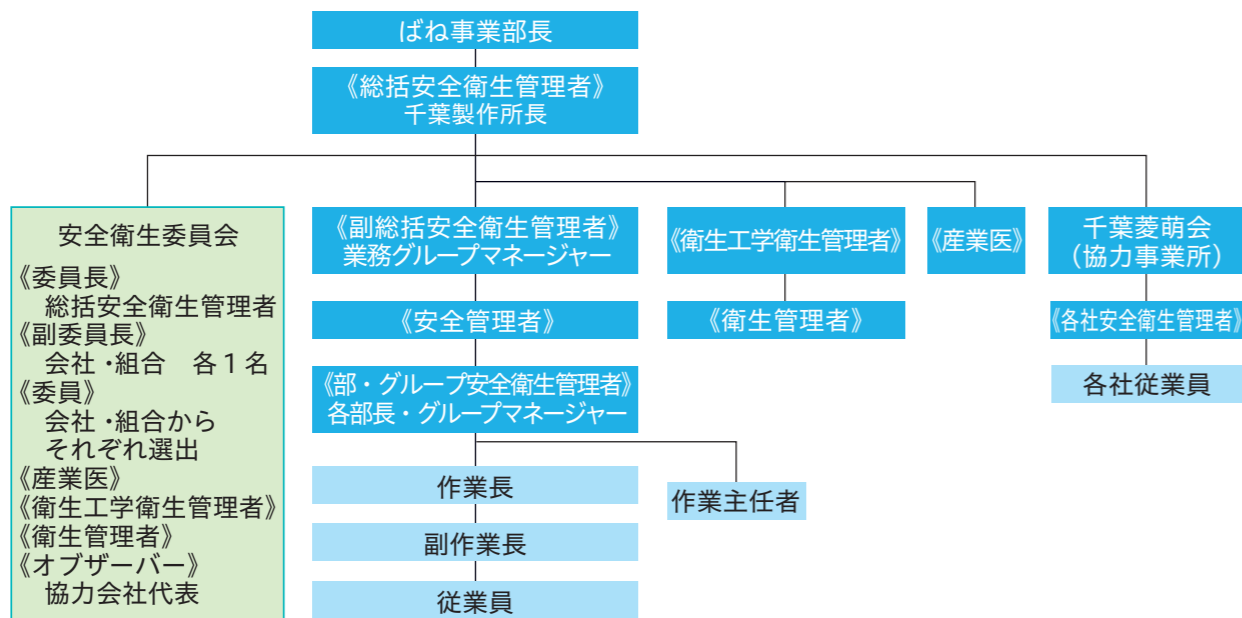 ばね事業部長
《総括安全衛生管理者》
千葉製作所長
安全衛生委員会
《委員長》
総括安全衛生管理者
《副委員長》
会社・組合　各１名
《委員》
会社・組合から
それぞれ選出
《産業医》
《衛生工学衛生管理者》
《衛生管理者》
《オブザーバー》
協力会社代表
《副総括安全衛生管理者》
業務グループマネージャー
《安全管理者》
《部・グループ安全衛生管理者》
各部長・グループマネージャー
作業長
副作業長
従業員
作業主任者
《衛生工学衛生管理者》
《衛生管理者》
《産業医》
千葉菱萌会
（協力事業所）
《各社安全衛生管理者》
各社従業員